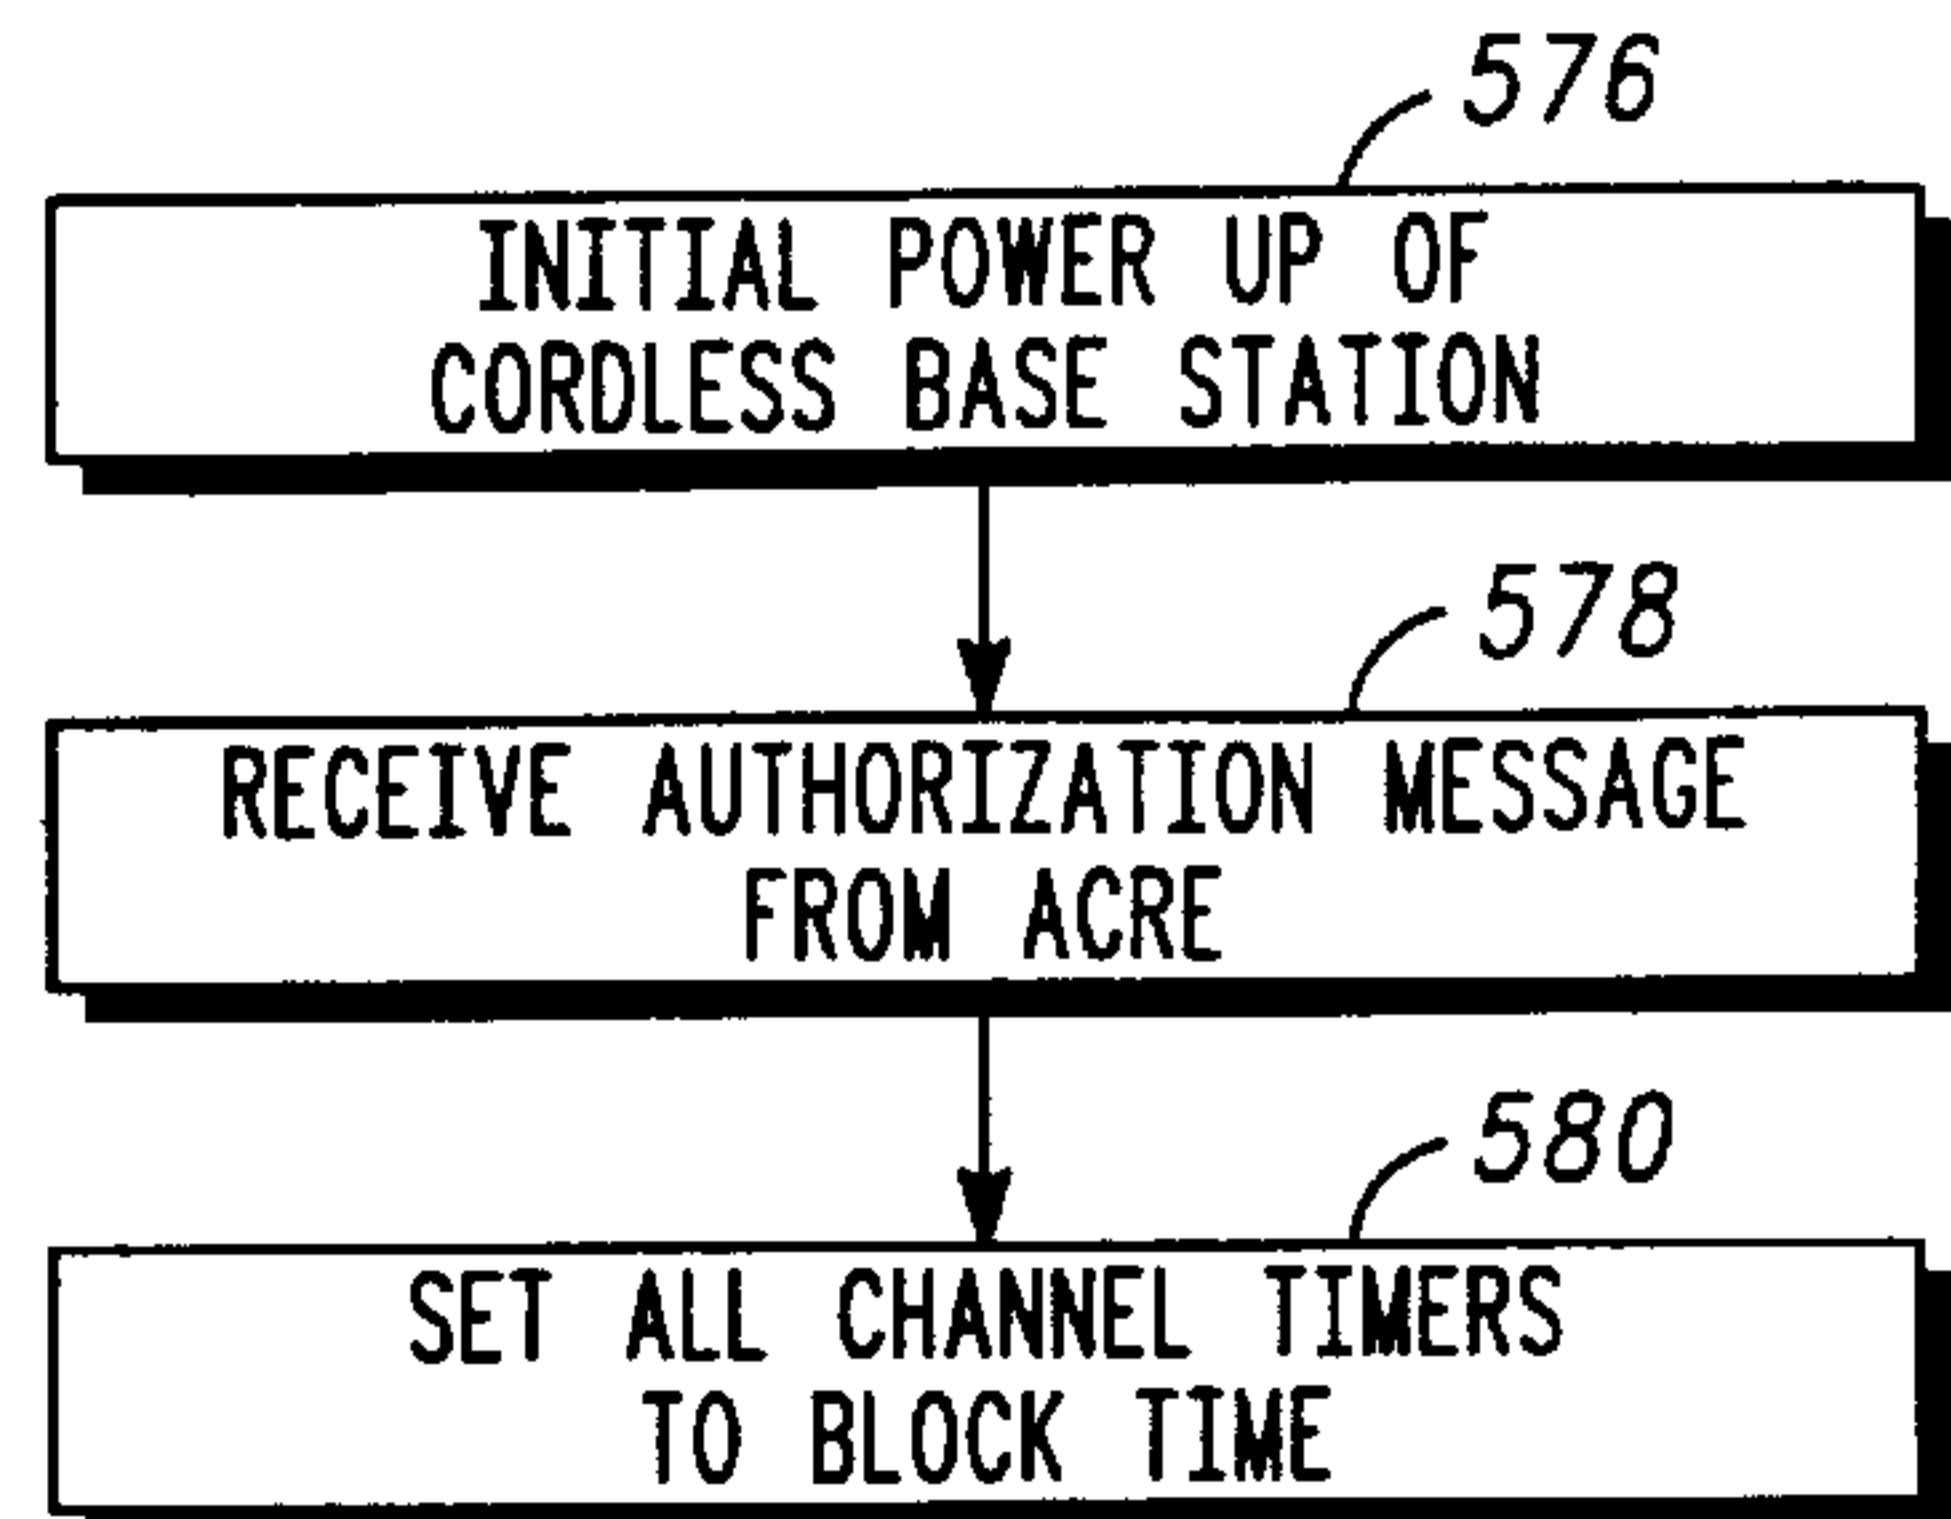 576
INITIAL POWER UP OF
CORDLESS BASE STATION
578
RECEIVE AUTHORIZATION MESSAGE
FROM ACRE
580
SET ALL CHANNEL TIMERS
TO BLOCK TIME